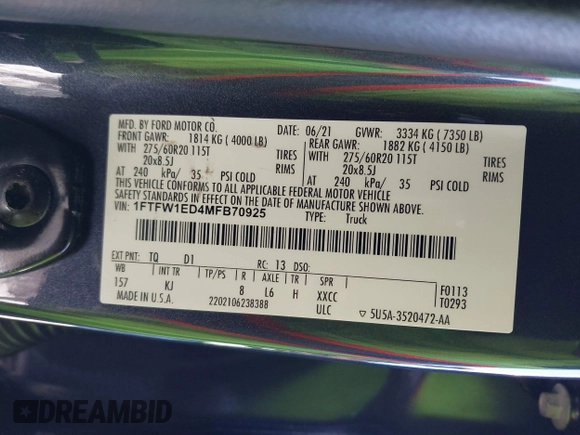 MFD. BY FORD MOTOR CO. DATE: 06/21 GVWR: 3334 KG ( 7350 LB)
FRONT GAWR: 1814 KG ( 4000 LB) REAR GAWR: 1882 KG ( 4150 LB)
WITH 275/60R20 115T TIRES WITH 275/60R20 115T TIRES
20x8.5J RIMS 20x8.5J RIMS
AT 240 kPa/ 35 PSI COLD AT 240 kPa/ 35 PSI COLD
THIS VEHICLE CONFORMS TO ALL APPLICABLE FEDERAL MOTOR VEHICLE
SAFETY STANDARDS IN EFFECT ON THE DATE OF MANUFACTURE SHOWN ABOVE.
VIN: 1FTFW1ED4MFB70925 TYPE: Truck
EXT PNT: TQ D1 RC: 13 DSO: F0113
WB INT TR TP/PS R AXLE TR SPR T0293
157 KJ 8 L6 H XXCC
MADE IN U.S.A. 2202106238388 ULC ▽ 5U5A-3520472-AA
DREAMBID